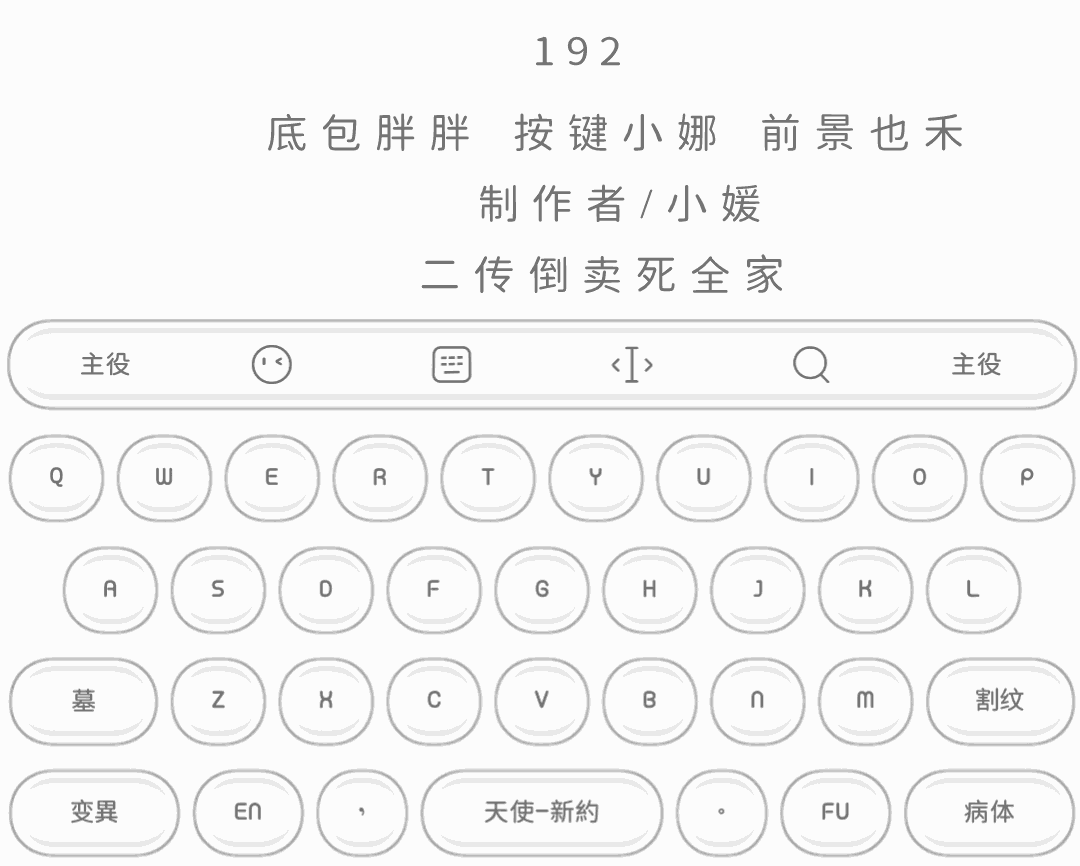 192
底包胖胖 按键小娜 前景也禾
制作者/小媛
二传倒卖死全家
主役 主役
Q W E R T Y U I O P
A S D F G H J K L
墓 Z X C V B N M 割纹
变異 EN , 天使-新約 。 FU 病体